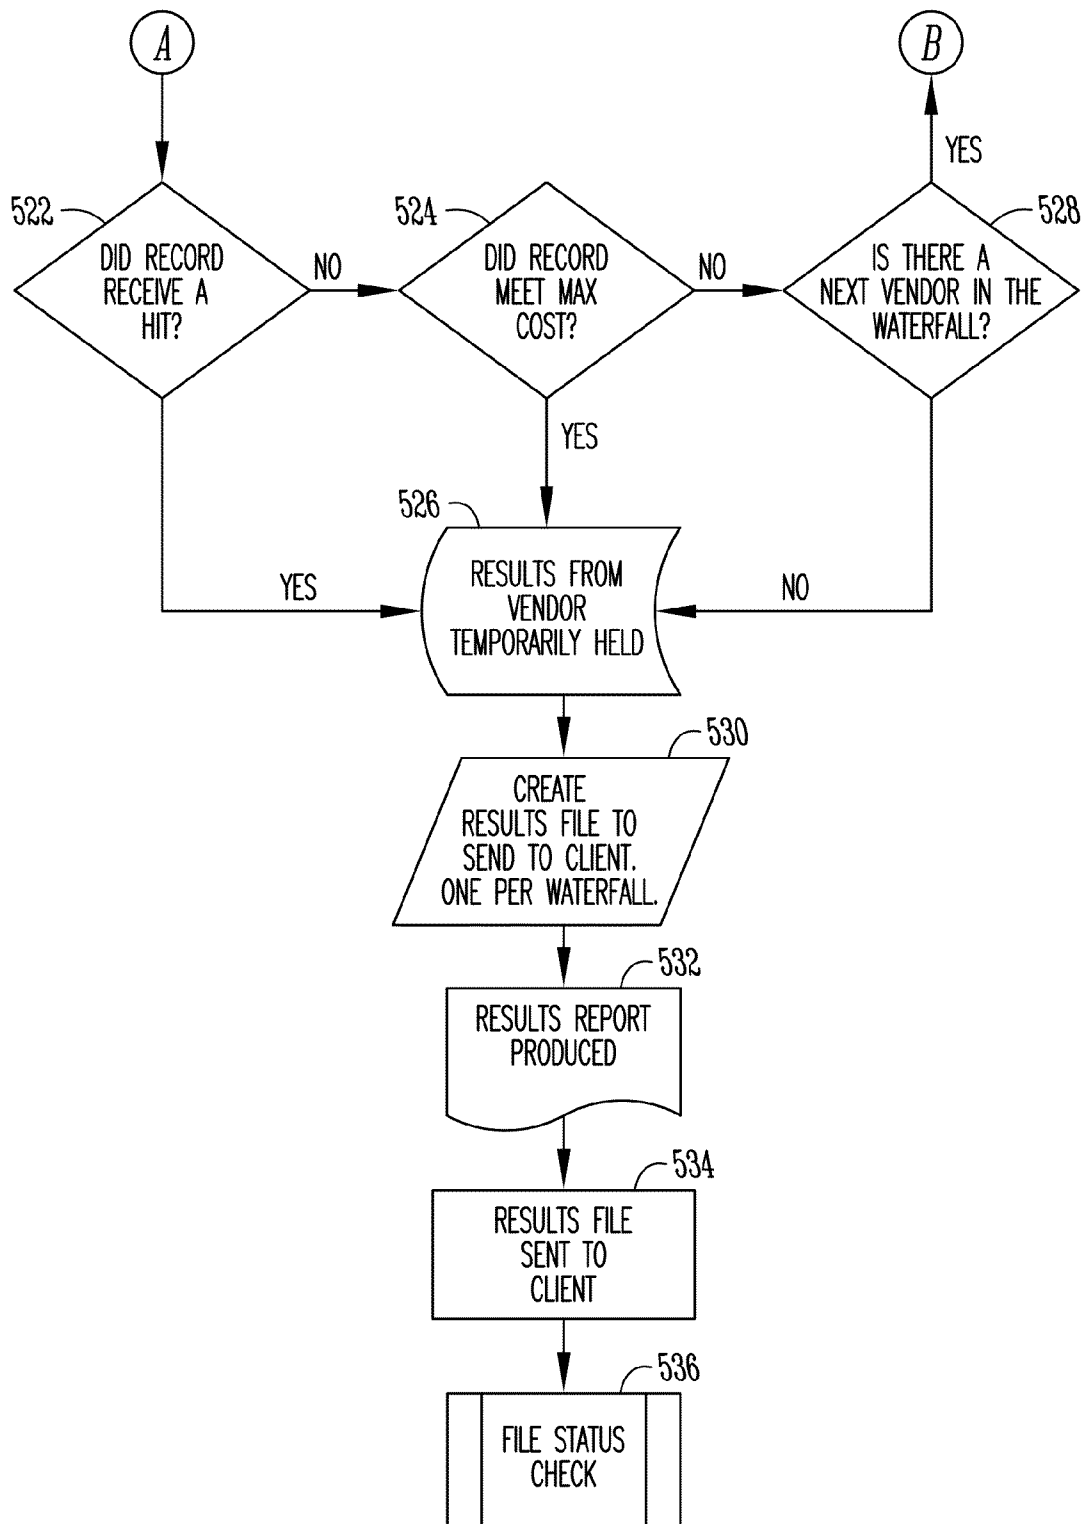 A
B
YES
522
524
528
DID RECORD
RECEIVE A
HIT?
NO
DID RECORD
MEET MAX
COST?
NO
IS THERE A
NEXT VENDOR IN THE
WATERFALL?
YES
526
RESULTS FROM
VENDOR
TEMPORARILY HELD
YES
NO
530
CREATE
RESULTS FILE TO
SEND TO CLIENT.
ONE PER WATERFALL.
532
RESULTS REPORT
PRODUCED
534
RESULTS FILE
SENT TO
CLIENT
536
FILE STATUS
CHECK